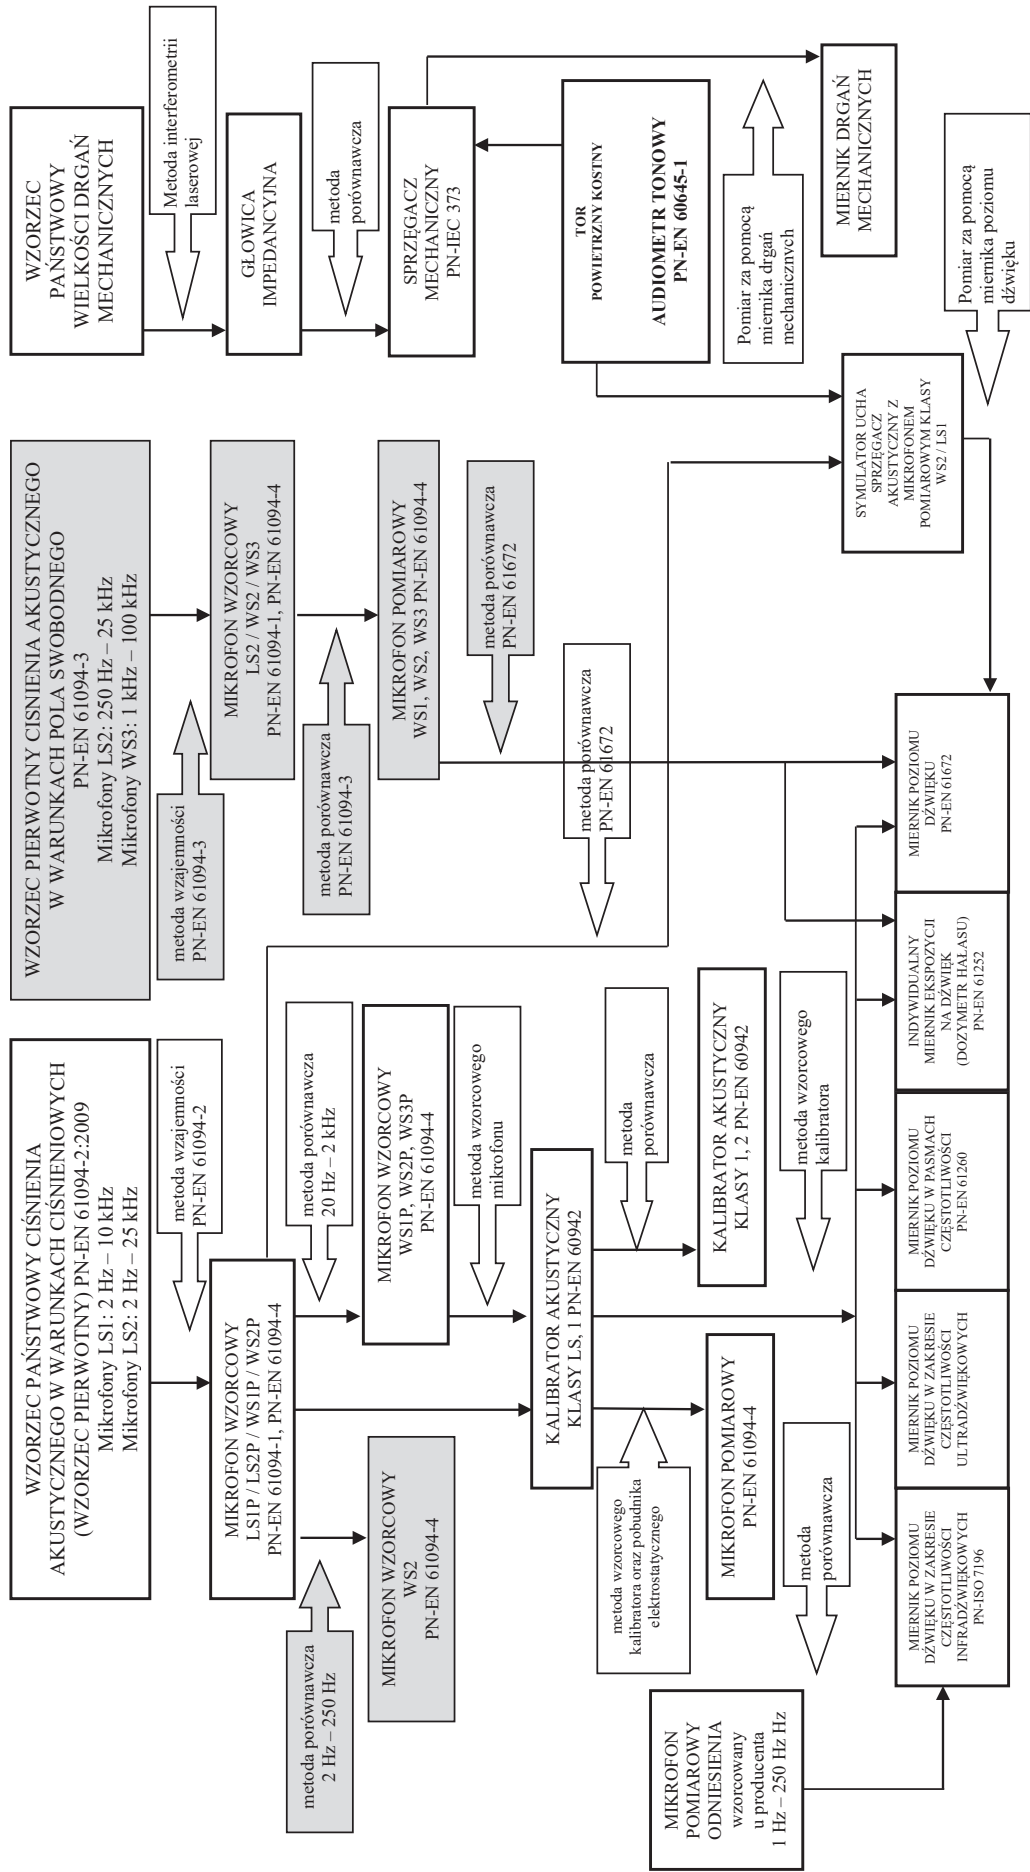 WZORZEC PAŃSTWOWY CIŚNIENIA
AKUSTYCZNEGO W WARUNKACH CIŚNIENIOWYCH
(WZORZEC PIERWOTNY) PN-EN 61094-2:2009
Mikrofony LS1: 2 Hz – 10 kHz
Mikrofony LS2: 2 Hz – 25 kHz
WZORZEC PIERWOTNY CIŚNIENIA AKUSTYCZNEGO
W WARUNKACH POLA SWOBODNEGO
PN-EN 61094-3
Mikrofony LS2: 250 Hz – 25 kHz
Mikrofony WS3: 1 kHz – 100 kHz
WZORZEC
PAŃSTWOWY
WIELKOŚCI DRGAŃ
MECHANICZNYCH
metoda wzajemności
PN-EN 61094-2
metoda wzajemności
PN-EN 61094-3
Metoda interferometrii
laserowej
MIKROFON WZORCOWY
LS1P / LS2P / WS1P / WS2P
PN-EN 61094-1, PN-EN 61094-4
MIKROFON WZORCOWY
LS2 / WS2 / WS3
PN-EN 61094-1, PN-EN 61094-4
GŁOWICA
IMPEDANCYJNA
metoda porównawcza
2 Hz – 250 Hz
metoda porównawcza
20 Hz – 2 kHz
metoda porównawcza
PN-EN 61094-3
metoda
porównawcza
MIKROFON WZORCOWY
WS2
PN-EN 61094-4
MIKROFON WZORCOWY
WS1P, WS2P, WS3P
PN-EN 61094-4
MIKROFON POMIAROWY
WS1, WS2, WS3 PN-EN 61094-4
SPRZĘGACZ
MECHANICZNY
PN-IEC 373
metoda wzorcowego
mikrofonu
metoda porównawcza
PN-EN 61672
KALIBRATOR AKUSTYCZNY
KLASY LS, 1 PN-EN 60942
metoda porównawcza
PN-EN 61672
TOR
POWIETRZNY KOSTNY
AUDIOMETR TONOWY
PN-EN 60645-1
metoda wzorcowego
kalibratora oraz pobudnika
elektrostatycznego
metoda
porównawcza
MIKROFON POMIAROWY
PN-EN 61094-4
KALIBRATOR AKUSTYCZNY
KLASY 1, 2 PN-EN 60942
Pomiar za pomocą
miernika drgań
mechanicznych
MIKROFON
POMIAROWY
ODNIESIENIA
wzorcowany
u producenta
1 Hz – 250 Hz Hz
metoda
porównawcza
metoda wzorcowego
kalibratora
SYMULATOR UCHA
SPRZĘGACZ
AKUSTYCZNY Z
MIKROFONEM
POMIAROWYM KLASY
WS2 / LS1
MIERNIK DRGAŃ
MECHANICZNYCH
MIERNIK POZIOMU
DŹWIĘKU W ZAKRESIE
CZĘSTOTLIWOŚCI
INFRADŹWIĘKOWYCH
PN-ISO 7196
MIERNIK POZIOMU
DŹWIĘKU W ZAKRESIE
CZĘSTOTLIWOŚCI
ULTRADŹWIĘKOWYCH
MIERNIK POZIOMU
DŹWIĘKU W PASMACH
CZĘSTOTLIWOŚCI
PN-EN 61260
INDYWIDUALNY
MIERNIK EKSPOZYCJI
NA DŹWIĘK
(DOZYMETR HAŁASU)
PN-EN 61252
MIERNIK POZIOMU
DŹWIĘKU
PN-EN 61672
Pomiar za pomocą
miernika poziomu
dźwięku